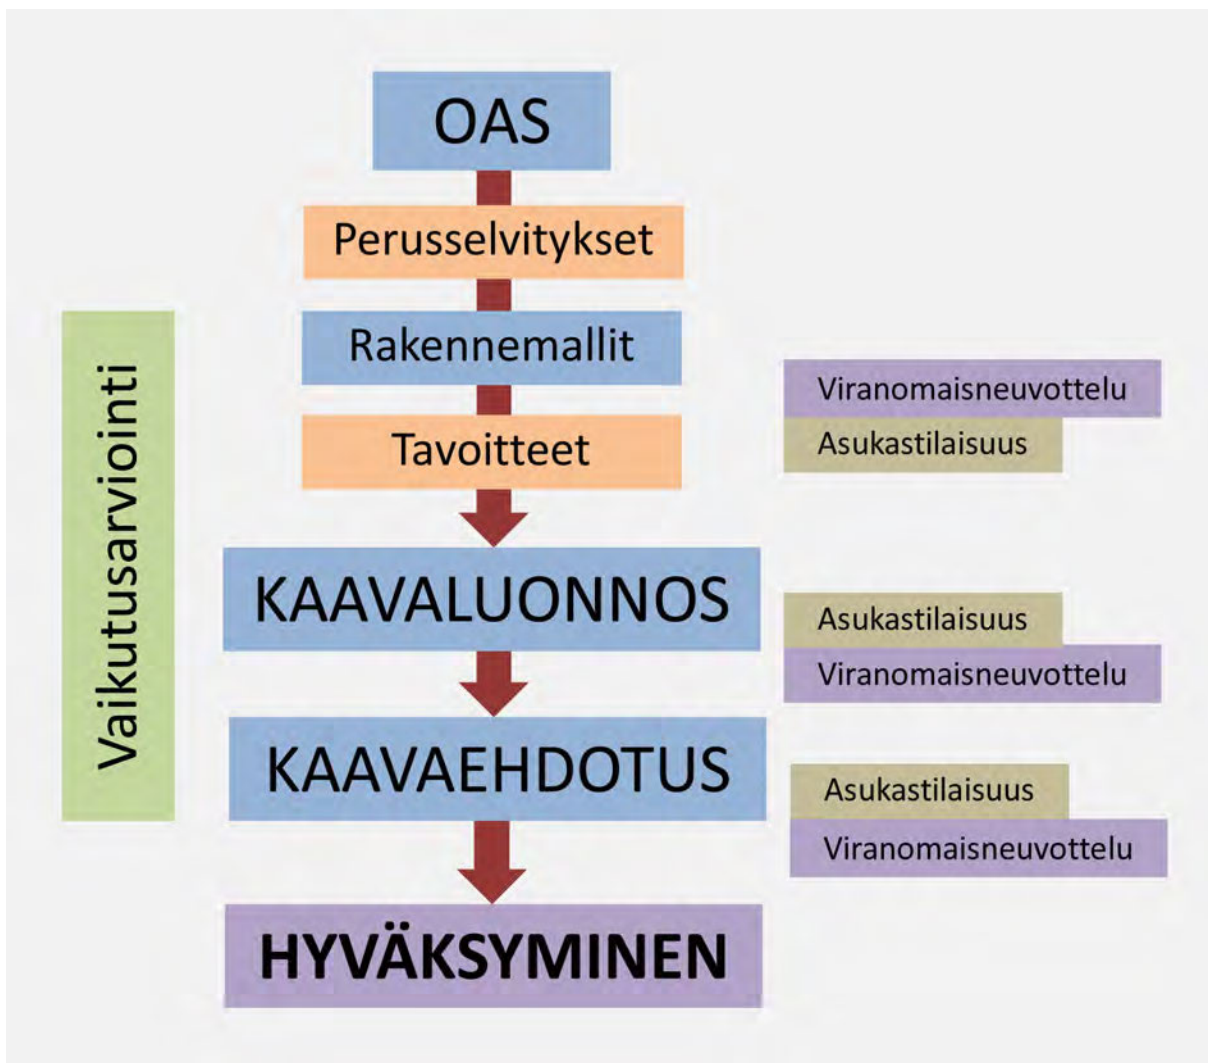 OAS
Perusselvitykset
Rakennemallit
Tavoitteet
Viranomaisneuvottelu
Asukastilaisuus
Vaikutusarviointi
KAAVALUONNOS
Asukastilaisuus
Viranomaisneuvottelu
KAAVAEHDOTUS
Asukastilaisuus
Viranomaisneuvottelu
HYVÄKSYMINEN